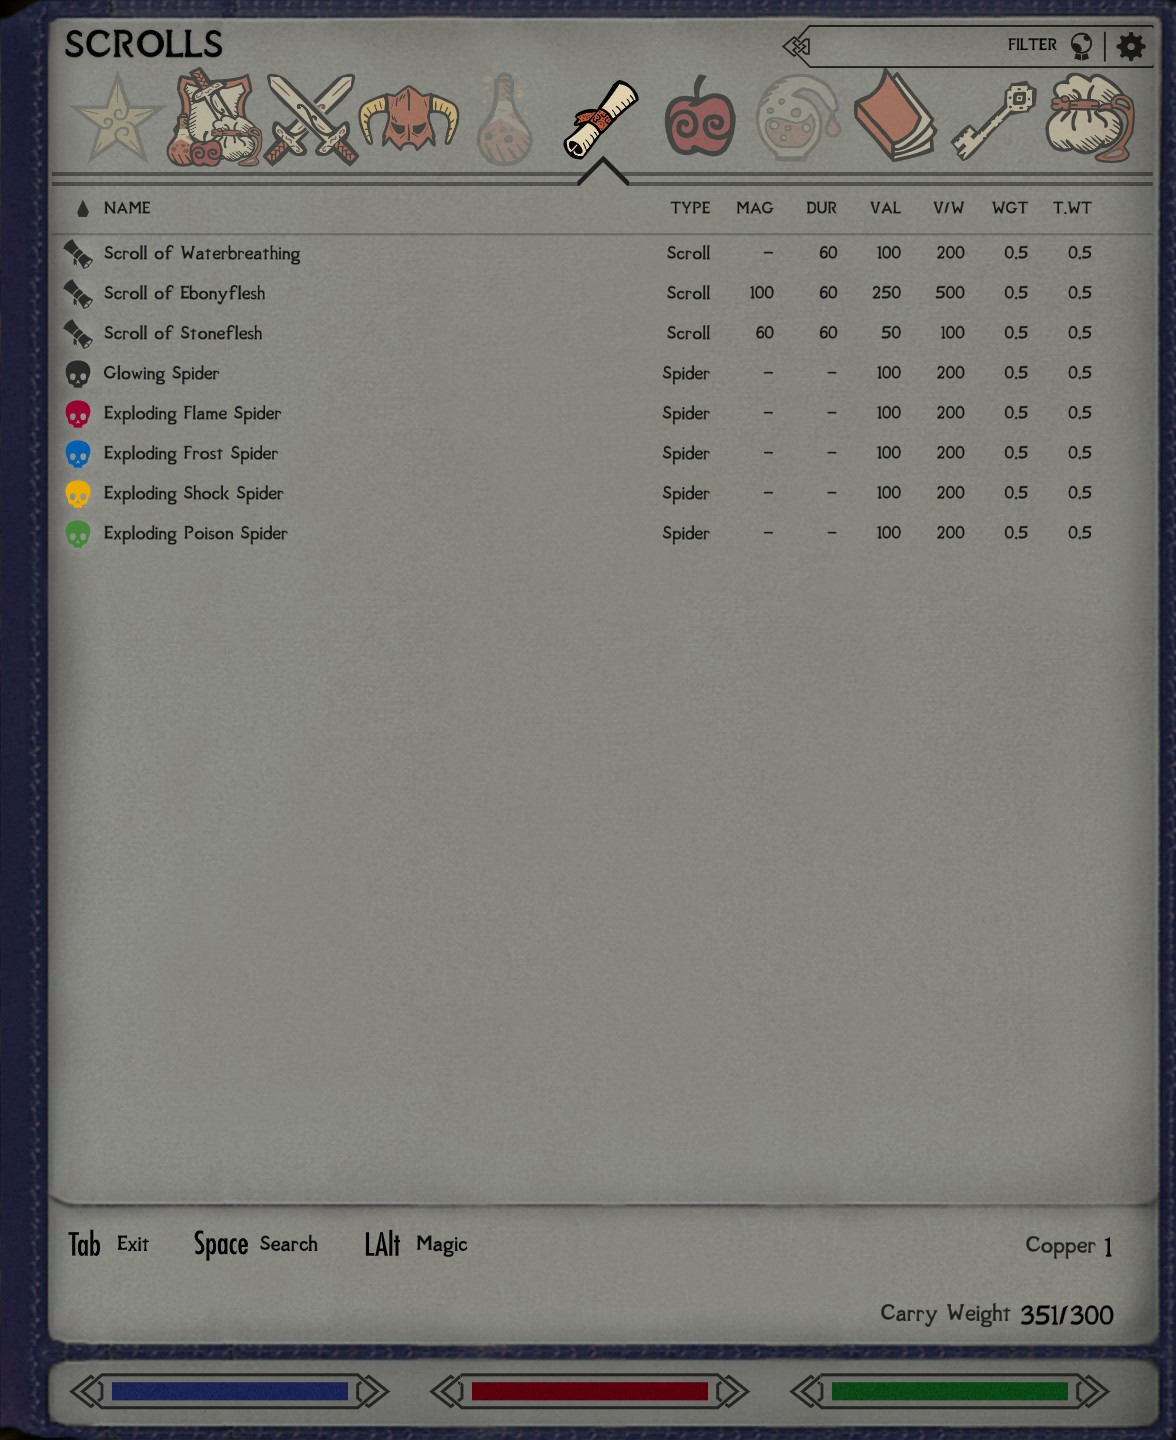 SCROLLS
FILTER
NAME TYPE MAG DUR VAL V/W WGT T.WT
Scroll of Waterbreathing Scroll – 60 100 200 0.5 0.5
Scroll of Ebonyflesh Scroll 100 60 250 500 0.5 0.5
Scroll of Stoneflesh Scroll 60 60 50 100 0.5 0.5
Glowing Spider Spider – – 100 200 0.5 0.5
Exploding Flame Spider Spider – – 100 200 0.5 0.5
Exploding Frost Spider Spider – – 100 200 0.5 0.5
Exploding Shock Spider Spider – – 100 200 0.5 0.5
Exploding Poison Spider Spider – – 100 200 0.5 0.5
Tab Exit Space Search LAlt Magic Copper 1
Carry Weight 351/300